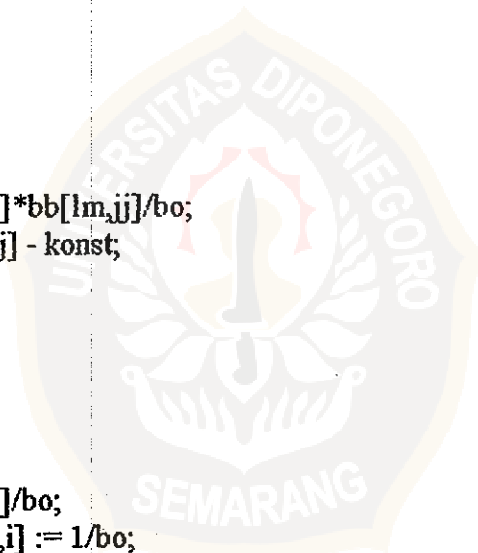 UNIVERSITAS DIPONEGORO
]*bb[lm,jj]/bo;
j] - konst;
]/bo;
SEMARANG
,i] := 1/bo;